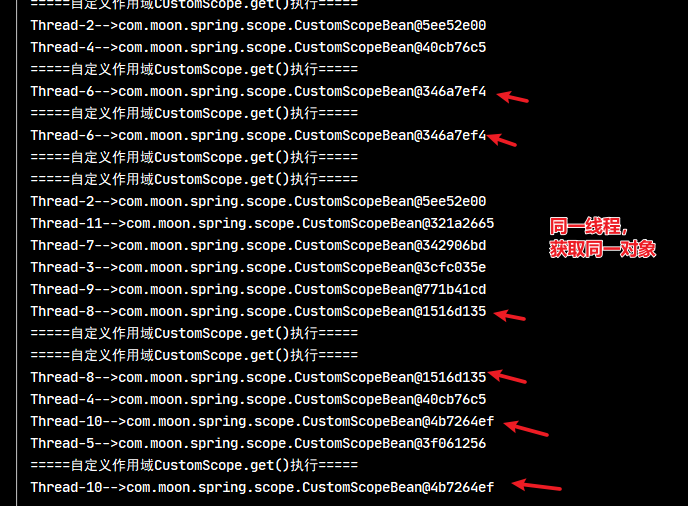 =====自定义作用域CustomScope.get()执行=====
Thread-2-->com.moon.spring.scope.CustomScopeBean@5ee52e00
Thread-4-->com.moon.spring.scope.CustomScopeBean@40cb76c5
=====自定义作用域CustomScope.get()执行=====
Thread-6-->com.moon.spring.scope.CustomScopeBean@346a7ef4
=====自定义作用域CustomScope.get()执行=====
Thread-6-->com.moon.spring.scope.CustomScopeBean@346a7ef4
=====自定义作用域CustomScope.get()执行=====
=====自定义作用域CustomScope.get()执行=====
Thread-2-->com.moon.spring.scope.CustomScopeBean@5ee52e00
Thread-11-->com.moon.spring.scope.CustomScopeBean@321a2665
Thread-7-->com.moon.spring.scope.CustomScopeBean@342906bd
Thread-3-->com.moon.spring.scope.CustomScopeBean@3cfc035e
Thread-9-->com.moon.spring.scope.CustomScopeBean@771b41cd
Thread-8-->com.moon.spring.scope.CustomScopeBean@1516d135
=====自定义作用域CustomScope.get()执行=====
=====自定义作用域CustomScope.get()执行=====
Thread-8-->com.moon.spring.scope.CustomScopeBean@1516d135
Thread-4-->com.moon.spring.scope.CustomScopeBean@40cb76c5
Thread-10-->com.moon.spring.scope.CustomScopeBean@4b7264ef
Thread-5-->com.moon.spring.scope.CustomScopeBean@3f061256
=====自定义作用域CustomScope.get()执行=====
Thread-10-->com.moon.spring.scope.CustomScopeBean@4b7264ef
同一线程，
获取同一对象